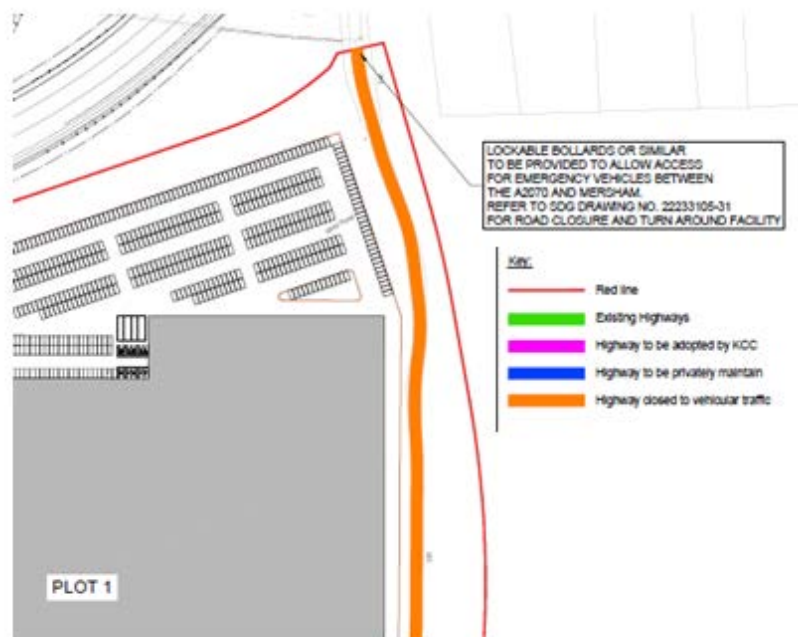 LOCKABLE BOLLARDS OR SIMILAR
TO BE PROVIDED TO ALLOW ACCESS
FOR EMERGENCY VEHICLES BETWEEN
THE A2070 AND MERSHAM.
REFER TO SDG DRAWING NO. 22233105-31
FOR ROAD CLOSURE AND TURN AROUND FACILITY
Key:
Red line
Existing Highways
Highway to be adopted by KCC
Highway to be privately maintain
Highway closed to vehicular traffic
PLOT 1